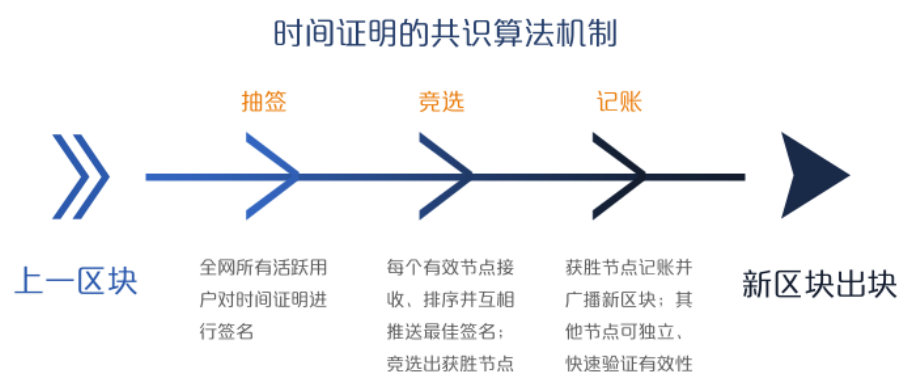 时间证明的共识算法机制
抽签
竞选
记账
上一区块
全网所有活跃用
户对时间证明进
行签名
每个有效节点接
收、排序并互相
推送最佳签名；
竞选出获胜节点
获胜节点记账并
广播新区块；其
他节点可独立、
快速验证有效性
新区块出块